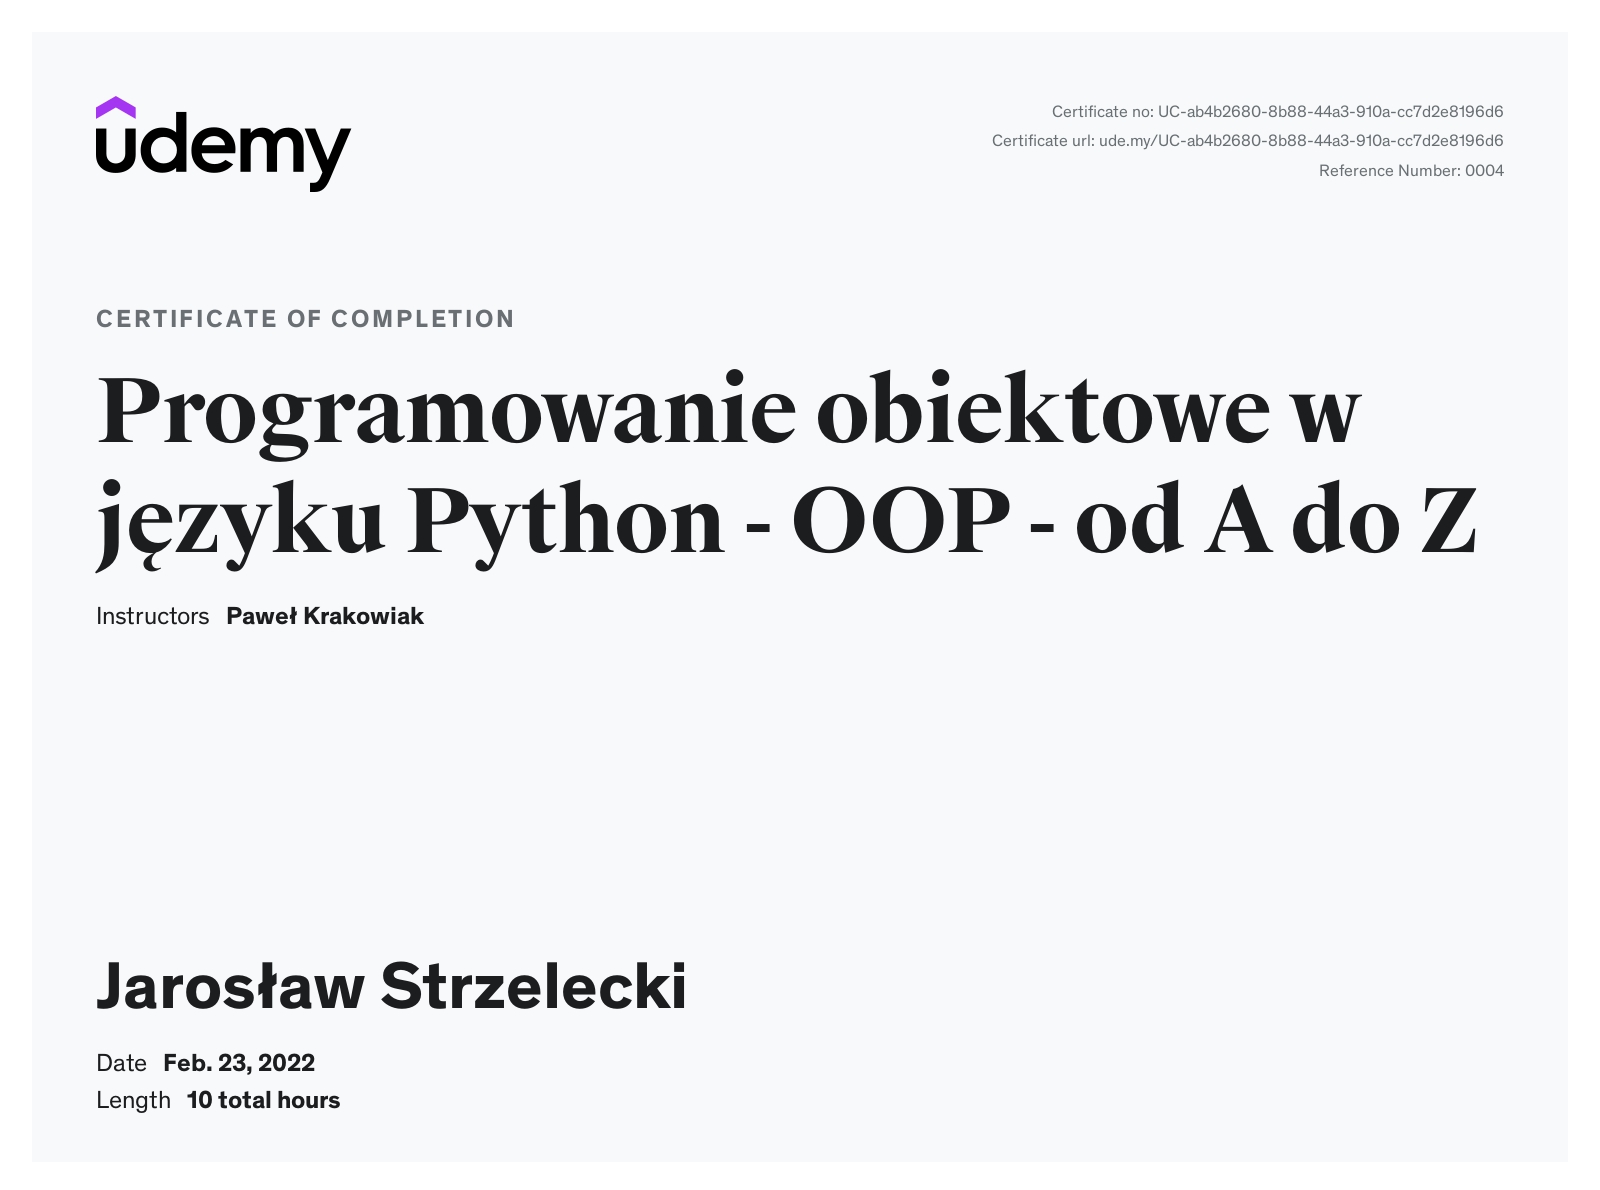 udemy
Certificate no: UC-ab4b2680-8b88-44a3-910a-cc7d2e8196d6
Certificate url: ude.my/UC-ab4b2680-8b88-44a3-910a-cc7d2e8196d6
Reference Number: 0004
CERTIFICATE OF COMPLETION
Programowanie obiektowe w
języku Python - OOP - od A do Z
Instructors Paweł Krakowiak
Jarosław Strzelecki
Date Feb. 23, 2022
Length 10 total hours